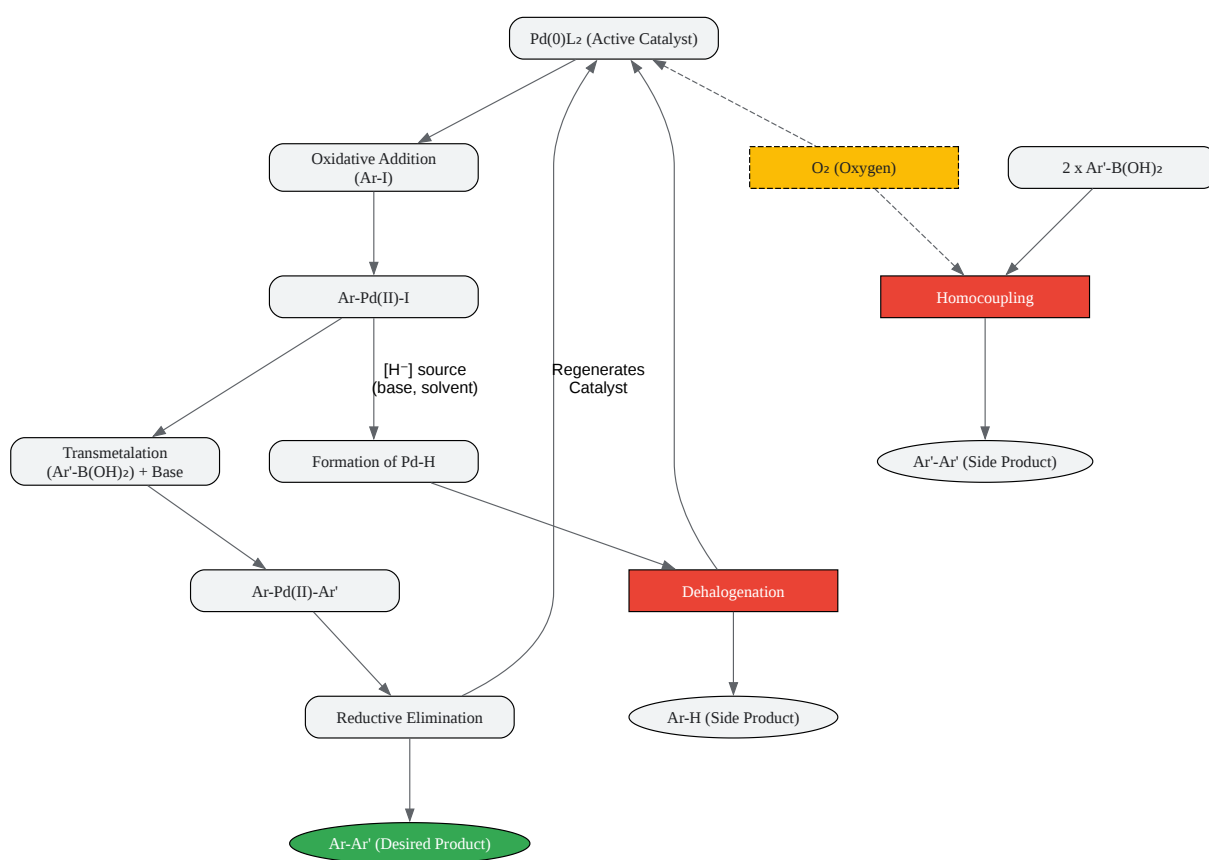 Pd(0)L₂ (Active Catalyst)
Oxidative Addition
(Ar-I)
O₂ (Oxygen)
2 x Ar'-B(OH)₂
Ar-Pd(II)-I
Homocoupling
[H⁻] source
(base, solvent)
Regenerates
Catalyst
Transmetalation
(Ar'-B(OH)₂) + Base
Formation of Pd-H
Ar'-Ar' (Side Product)
Ar-Pd(II)-Ar'
Dehalogenation
Reductive Elimination
Ar-H (Side Product)
Ar-Ar' (Desired Product)